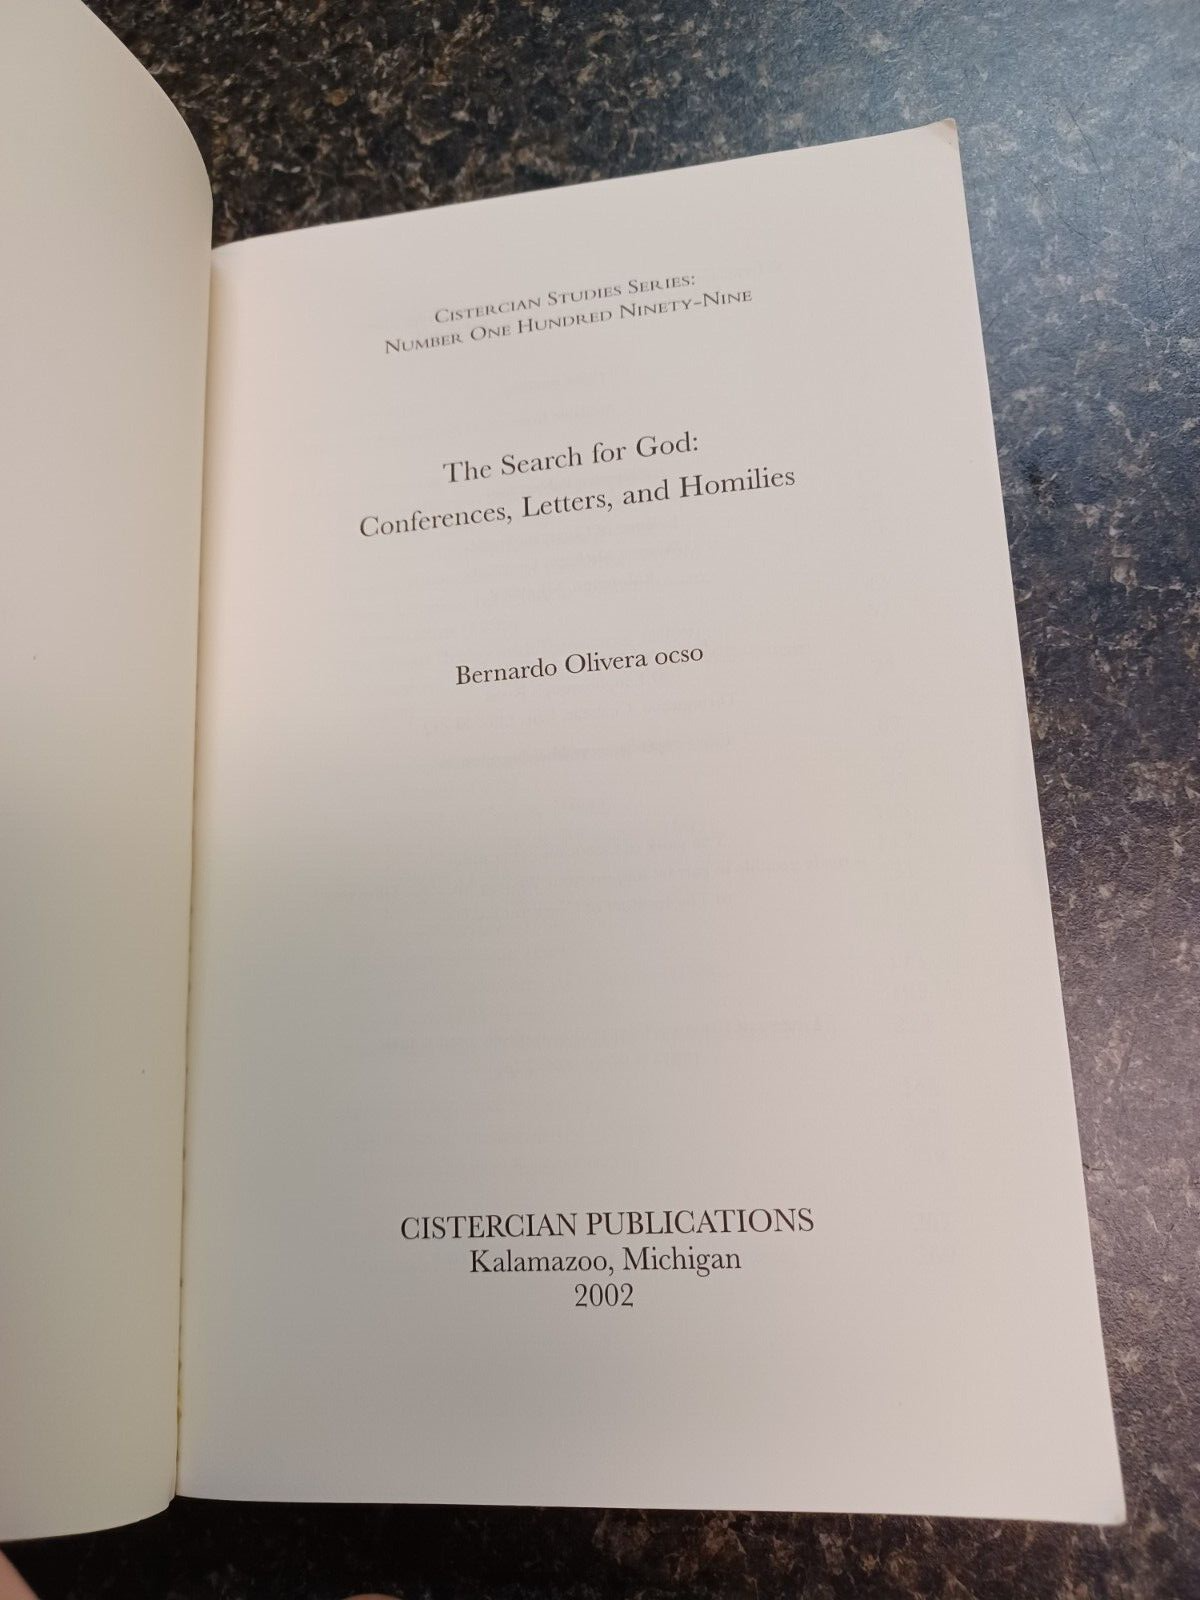 Cistercian Studies Series:
Number One Hundred Ninety-Nine
The Search for God:
Conferences, Letters, and Homilies
Bernardo Olivera ocso
CISTERCIAN PUBLICATIONS
Kalamazoo, Michigan
2002